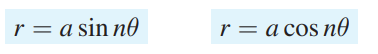 r = a sin nθ r = a cos nθ